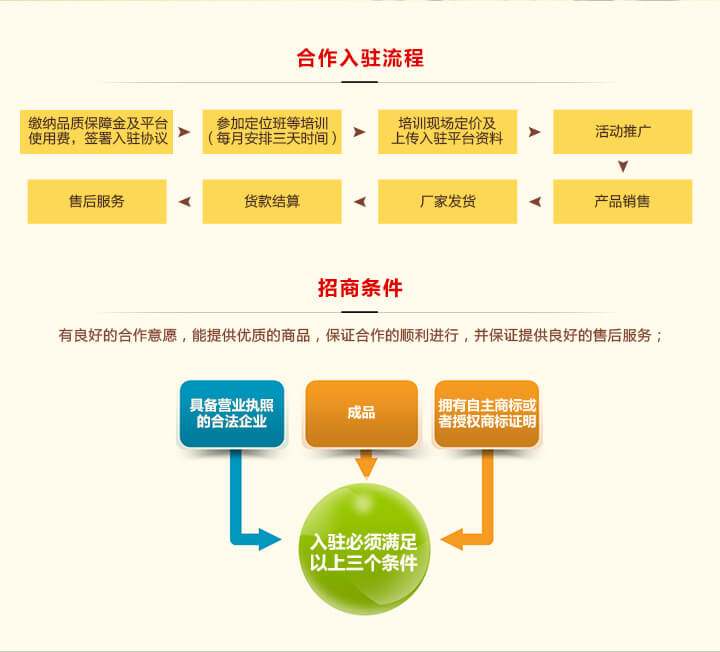 合作入驻流程
缴纳品质保障金及平台
使用费，签署入驻协议
参加定位班等培训
（每月安排三天时间）
培训现场定价及
上传入驻平台资料
活动推广
产品销售
厂家发货
货款结算
售后服务
招商条件
有良好的合作意愿，能提供优质的商品，保证合作的顺利进行，并保证提供良好的售后服务；
具备营业执照
的合法企业
成品
拥有自主商标或
者授权商标证明
入驻必须满足
以上三个条件